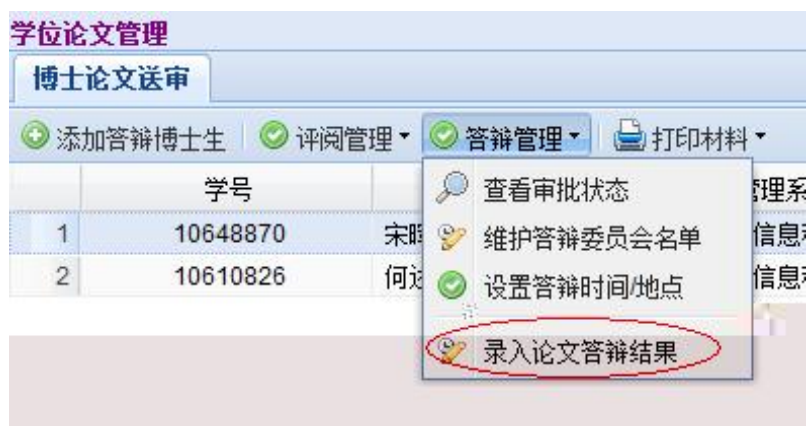 学位论文管理
博士论文送审
添加答辩博士生 评阅管理 答辩管理 打印材料
学号
查看审批状态
管理系
1 10648870 宋
维护答辩委员会名单
信息
2 10610826 何
设置答辩时间/地点
信息
录入论文答辩结果